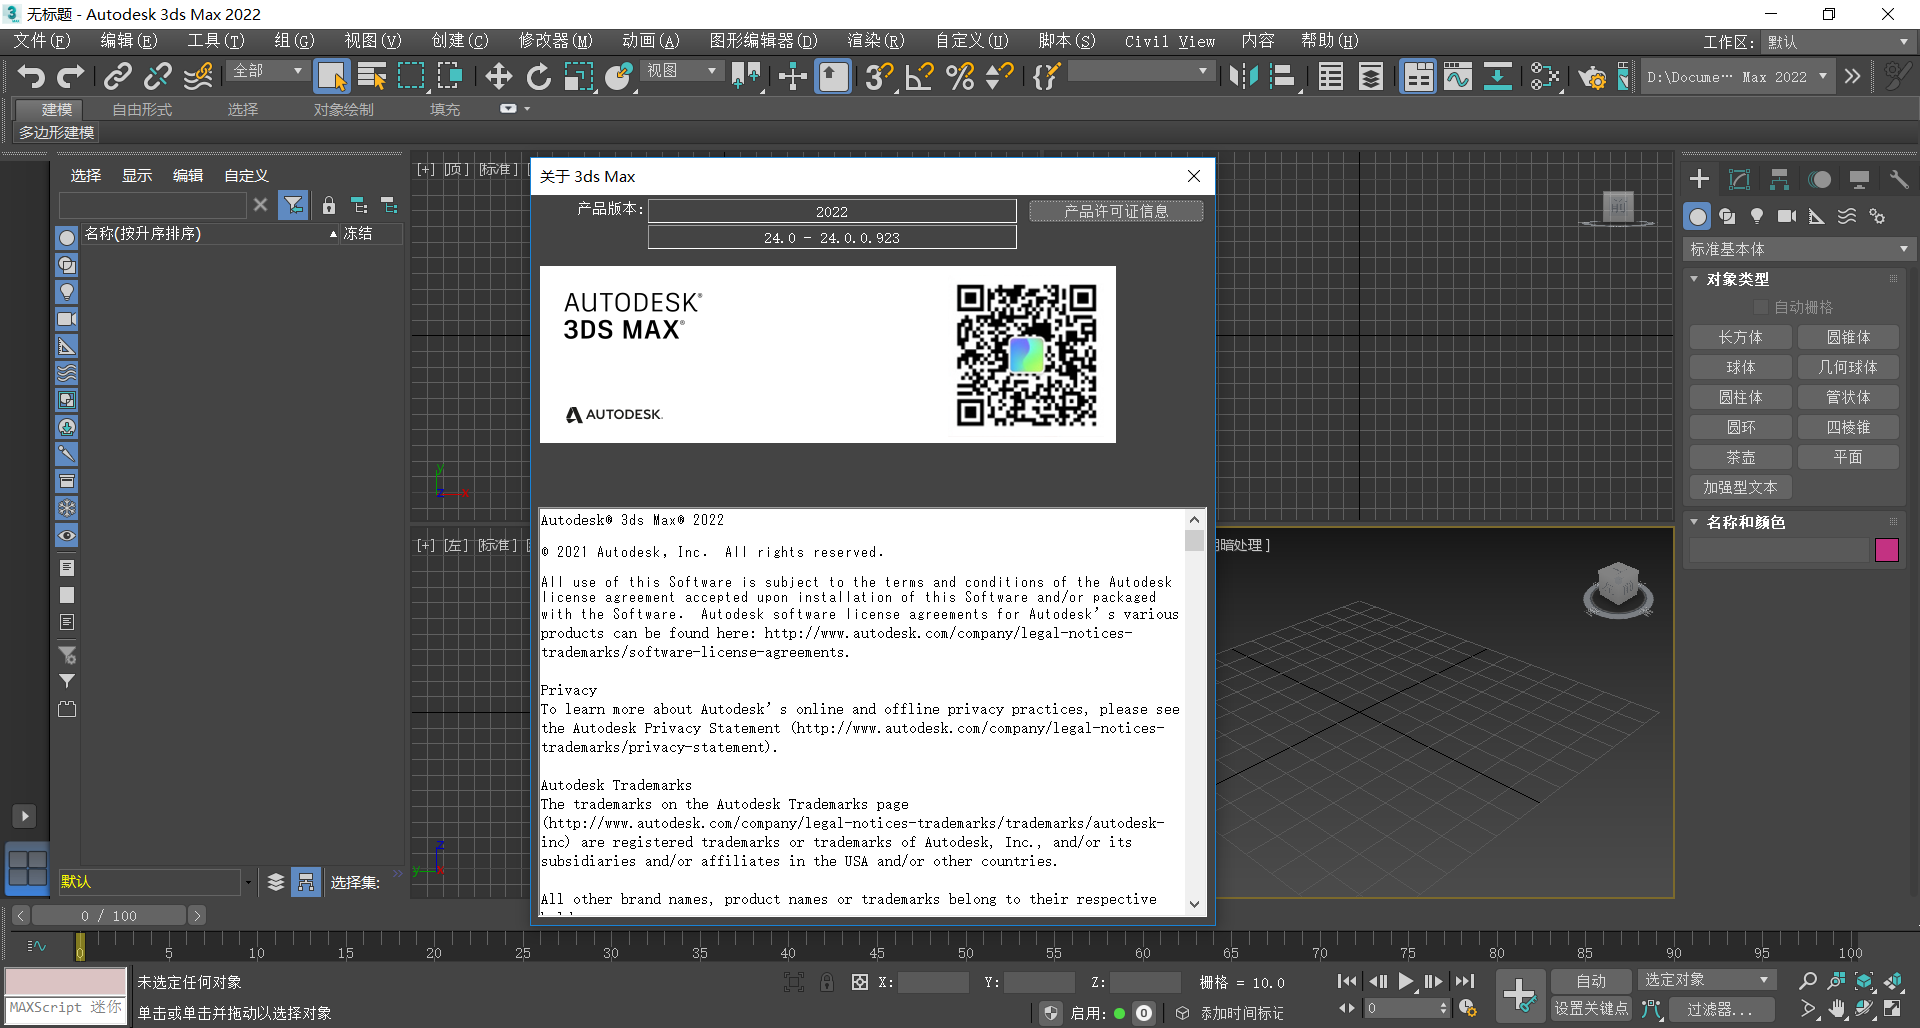 无标题 - Autodesk 3ds Max 2022
文件(F) 编辑(E) 工具(T) 组(G) 视图(V) 创建(C) 修改器(M) 动画(A) 图形编辑器(D) 渲染(R) 自定义(U) 脚本(S) Civil View 内容 帮助(H) 工作区: 默认
全部 视图 D:\Docume… Max 2022
建模 自由形式 选择 对象绘制 填充
多边形建模
选择 显示 编辑 自定义
名称(按升序排序) 冻结
默认 选择集:
[+] [顶] [标准]
[+] [左] [标准]
暗处理 ]
关于 3ds Max
产品版本: 2022 产品许可证信息
24.0 - 24.0.0.923
AUTODESK®
3DS MAX®
AUTODESK.
Autodesk® 3ds Max® 2022
© 2021 Autodesk, Inc.  All rights reserved.
All use of this Software is subject to the terms and conditions of the Autodesk
license agreement accepted upon installation of this Software and/or packaged
with the Software.  Autodesk software license agreements for Autodesk’s various
products can be found here: http://www.autodesk.com/company/legal-notices-
trademarks/software-license-agreements.
Privacy
To learn more about Autodesk’s online and offline privacy practices, please see
the Autodesk Privacy Statement (http://www.autodesk.com/company/legal-notices-
trademarks/privacy-statement).
Autodesk Trademarks
The trademarks on the Autodesk Trademarks page
(http://www.autodesk.com/company/legal-notices-trademarks/trademarks/autodesk-
inc) are registered trademarks or trademarks of Autodesk, Inc., and/or its
subsidiaries and/or affiliates in the USA and/or other countries.
All other brand names, product names or trademarks belong to their respective
前
标准基本体
对象类型
自动栅格
长方体 圆锥体
球体 几何球体
圆柱体 管状体
圆环 四棱锥
茶壶 平面
加强型文本
名称和颜色
0 / 100
0 5 10 15 20 25 30 35 40 45 50 55 60 65 70 75 80 85 90 95 100
未选定任何对象 X: Y: Z: 栅格 = 10.0 自动 选定对象
MAXScript 迷你
单击或单击并拖动以选择对象 启用: 0 添加时间标记 0 设置关键点 过滤器...